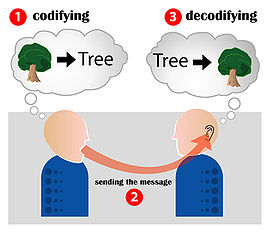 1 codifying
Tree
3 decodifying
Tree
sending the message
2